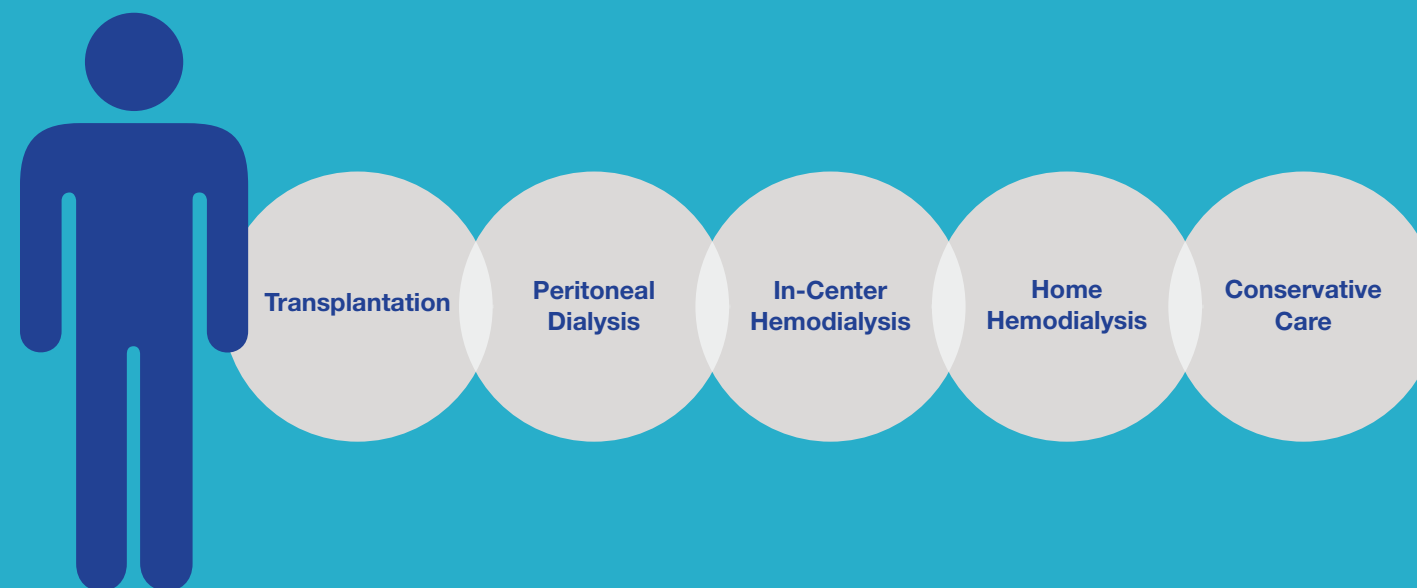 Transplantation
Peritoneal
Dialysis
In-Center
Hemodialysis
Home
Hemodialysis
Conservative
Care